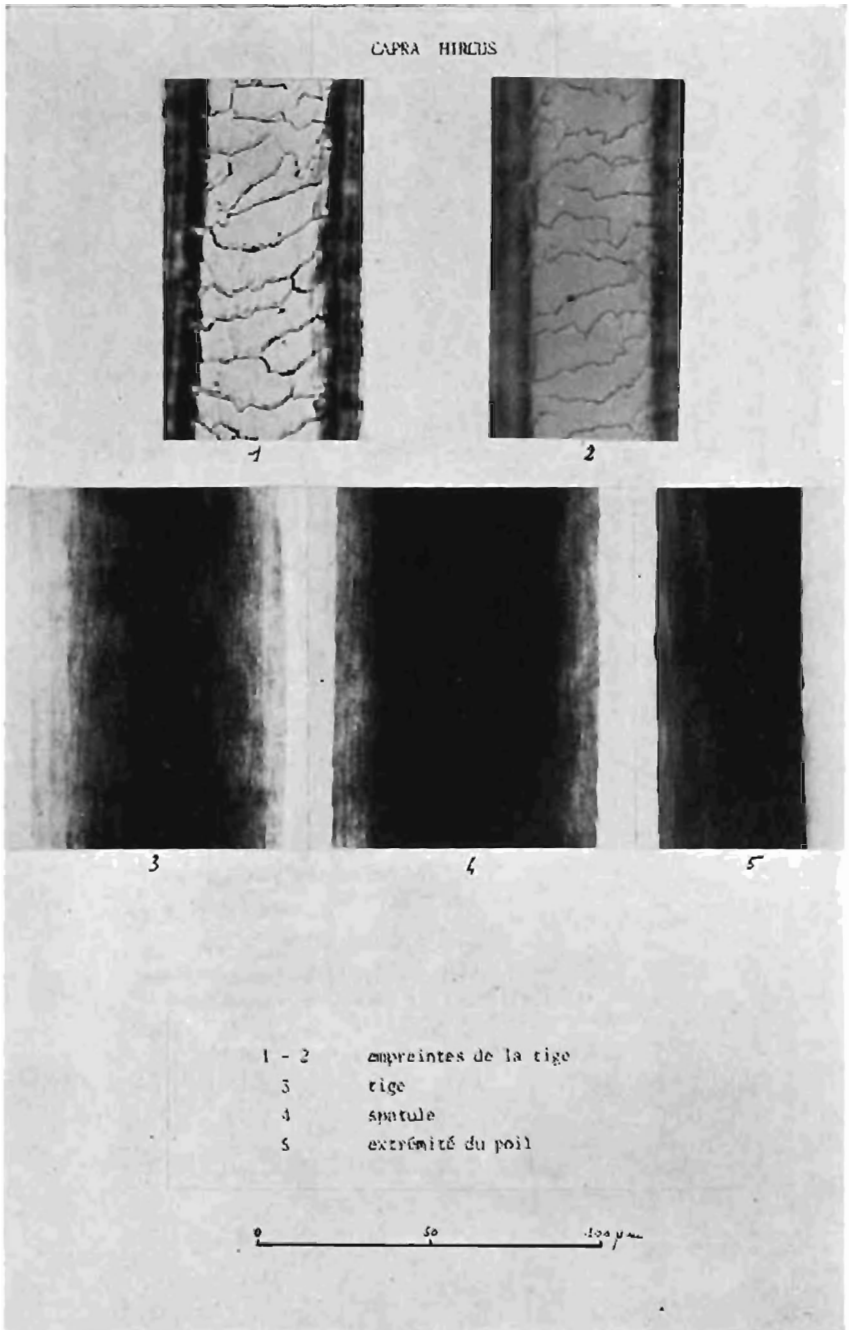 CAPRA HIRCUS
1 2
3 4 5
1 - 2 empreintes de la tige
3 tige
4 spatule
5 extrémité du poil
0 50 100 µm